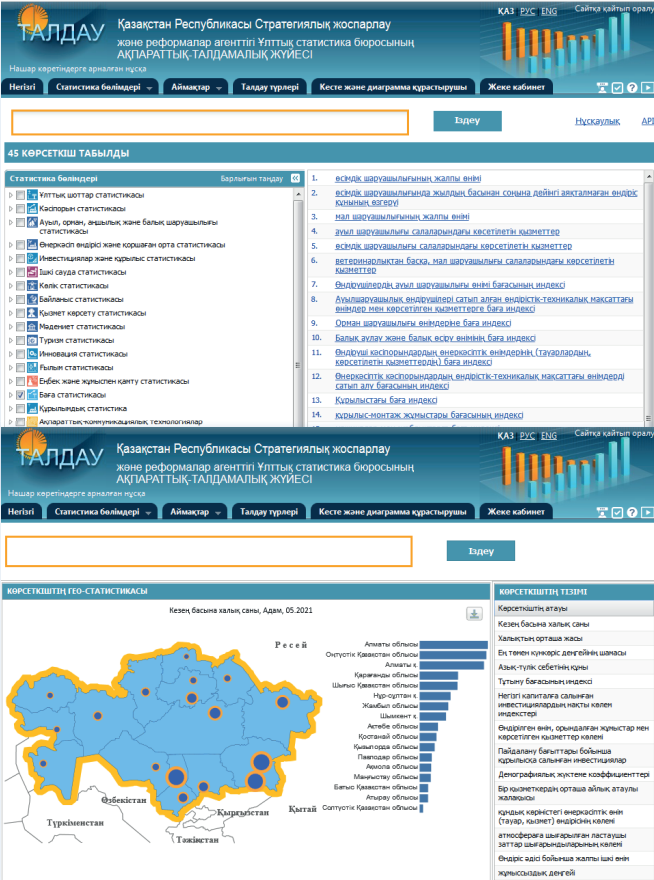 ТАЛДАУ
Қазақстан Республикасы Стратегиялық жоспарлау
және реформалар агенттігі Ұлттық статистика бюросының
АҚПАРАТТЫҚ-ТАЛДАМАЛЫҚ ЖҮЙЕСІ
ҚАЗ РУС ENG
Сайтқа қайтып оралу
Нашар көретіндерге арналған нұсқа
Негізгі Статистика бөлімдері Аймақтар Талдау түрлері Кесте және диаграмма құрастырушы Жеке кабинет
Іздеу
Нұсқаулық API
45 КӨРСЕТКІШ ТАБЫЛДЫ
Статистика бөліндері Барлығын таңдау
Ұлттық шоттар статистикасы
Кәсіпорын статистикасы
Ауыл, орман, аңшылық және балық шаруашылығы
статистикасы
Өнеркәсіп өндірісі және қоршаған орта статистикасы
Инвестициялар және құрылыс статистикасы
Ішкі сауда статистикасы
Көлік статистикасы
Байланыс статистикасы
Қызмет көрсету статистикасы
Мәдениет статистикасы
Туризм статистикасы
Инновация статистикасы
Ғылым статистикасы
Еңбек және жұмыспен қамту статистикасы
Баға статистикасы
Құрылымдық статистика
Ақпараттық-коммуникациялық технологиялар
1. өсімдік шаруашылығының жалпы өнімі
2. өсімдік шаруашылығында жылдың басынан соңына дейінгі аяқталмаған өндіріс
құнының өзгеруі
3. мал шаруашылығының жалпы өнімі
4. ауыл шаруашылығы салаларындағы көсетілетін қызметтер
5. өсімдік шаруашылығы салаларындағы көрсетілетін қызметтер
6. ветеринарлықтан басқа, мал шаруашылығы салаларындағы көрсетілетін
қызметтер
7. Өндірушілердің ауыл шаруашылығы өнімі бағасының индексі
8. Ауылшаруашылық өндірушілері сатып алған өндірістік-техникалық мақсаттағы
өнімдер мен көрсетілген қызметтерге баға индексі
9. Орман шаруашылығы өнімдеріне баға индексі
10. Балық аулау және балық өсіру өнімінің баға индексі
11. Өндіруші кәсіпорындардың өнеркәсіптік өнімдерінің (тауарлардың,
көрсетілетін қызметтердің) баға индексі
12. Өнеркәсіптік кәсіпорындардың өндірістік-техникалық мақсаттағы өнімдерді
сатып алу бағасының индексі
13. Құрылыстағы баға индексі
14. құрылыс-монтаж жұмыстары бағасының индексі
ТАЛДАУ
Қазақстан Республикасы Стратегиялық жоспарлау
және реформалар агенттігі Ұлттық статистика бюросының
АҚПАРАТТЫҚ-ТАЛДАМАЛЫҚ ЖҮЙЕСІ
ҚАЗ РУС ENG
Сайтқа қайтып оралу
Нашар көретіндерге арналған нұсқа
Негізгі Статистика бөлімдері Аймақтар Талдау түрлері Кесте және диаграмма құрастырушы Жеке кабинет
Іздеу
КӨРСЕТКІШТІҢ ГЕО-СТАТИСТИКАСЫ
Кезең басына халық саны, Адам, 05.2021
Ресей
Өзбекістан
Қырғызстан
Қытай
Түркіменстан
Тәжікстан
Алматы облысы
Оңтүстік Қазақстан облысы
Алматы қ.
Қарағанды облысы
Шығыс Қазақстан облысы
Нұр-сұлтан қ.
Жамбыл облысы
Шымкент қ.
Ақтөбе облысы
Қостанай облысы
Қызылорда облысы
Павлодар облысы
Ақмола облысы
Маңғыстау облысы
Батыс Қазақстан облысы
Атырау облысы
Солтүстік Қазақстан облысы
КӨРСЕТКІШТІҢ ТІЗІМІ
Көрсеткіштің атауы
Кезең басына халық саны
Халықтың орташа жасы
Ең төмен күнкөріс деңгейінің шамасы
Азық-түлік себетінің құны
Тұтыну бағасының индексі
Негізгі капиталға салынған
инвестициялардың нақты көлем
индекстері
Өндірілген өнім, орындалған жұмыстар мен
көрсетілген қызметтер көлемі
Пайдалану бағыттары бойынша
құрылысқа салынған инвестициялар
Демографиялық жүктеме коэффициенттері
Бір қызметкердің орташа айлық атаулы
жалақысы
құндық көріністегі өнеркәсіптік өнім
(тауар, қызмет) өндірісінің көлемі
атмосфераға шығарылған ластаушы
заттар шығарындыларының көлемі
Өндіріс әдісі бойынша жалпы ішкі өнім
жұмыссыздық деңгейі